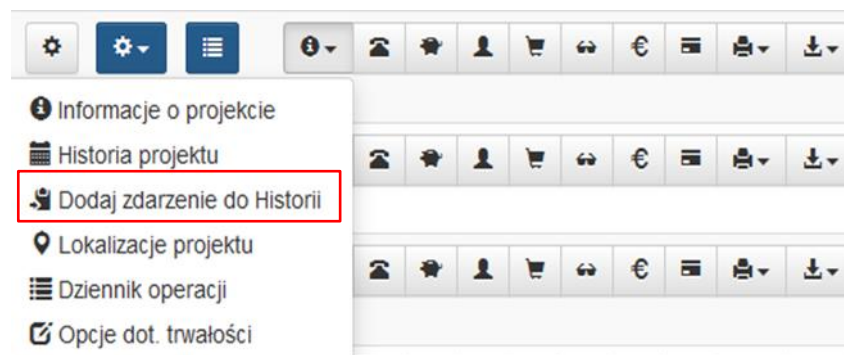 Informacje o projekcie
Historia projektu
Dodaj zdarzenie do Historii
Lokalizacje projektu
Dziennik operacji
Opcje dot. trwałości